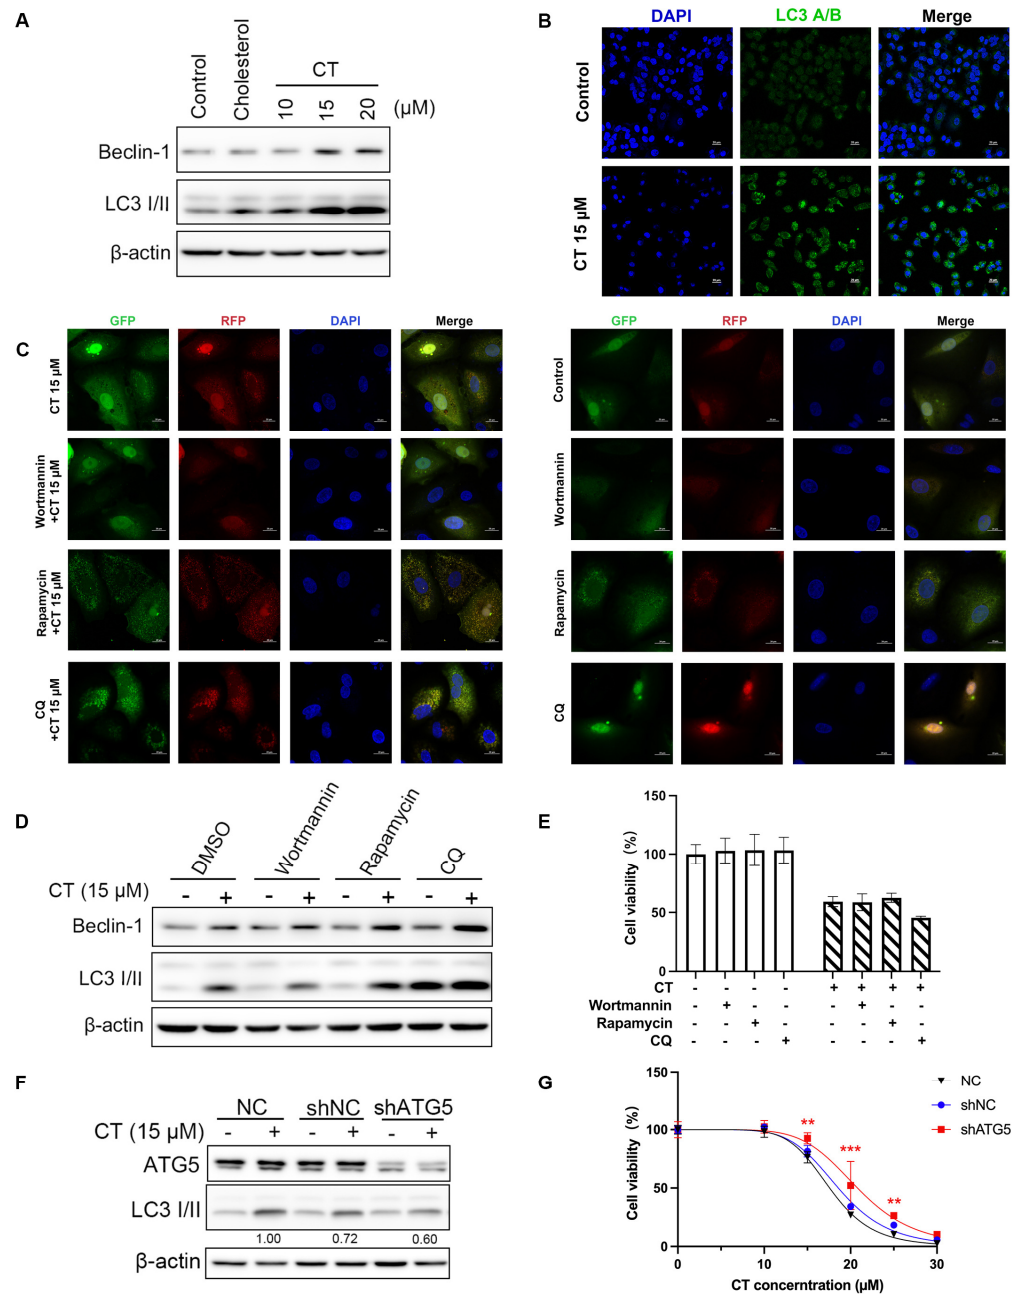 A
Control
Cholesterol
CT
10
15
20
(µM)
Beclin-1
LC3 I/II
β-actin
B
DAPI
LC3 A/B
Merge
Control
CT 15 µM
C
GFP
RFP
DAPI
Merge
CT 15 µM
Wortmannin
+CT 15 µM
Rapamycin
+CT 15 µM
CQ
+CT 15 µM
GFP
RFP
DAPI
Merge
Control
Wortmannin
Rapamycin
CQ
D
DMSO
Wortmannin
Rapamycin
CQ
CT (15 µM)
- + - + - + - +
Beclin-1
LC3 I/II
β-actin
E
Cell viability (%)
150
100
50
0
CT - - - - + + + +
Wortmannin - + - - - + - -
Rapamycin - - + - - - + -
CQ - - - + - - - +
F
NC shNC shATG5
CT (15 µM) - + - + - +
ATG5
LC3 I/II
1.00 0.72 0.60
β-actin
G
Cell viability (%)
150
100
50
0
0 10 20 30
CT concerntration (µM)
** *** **
NC
shNC
shATG5